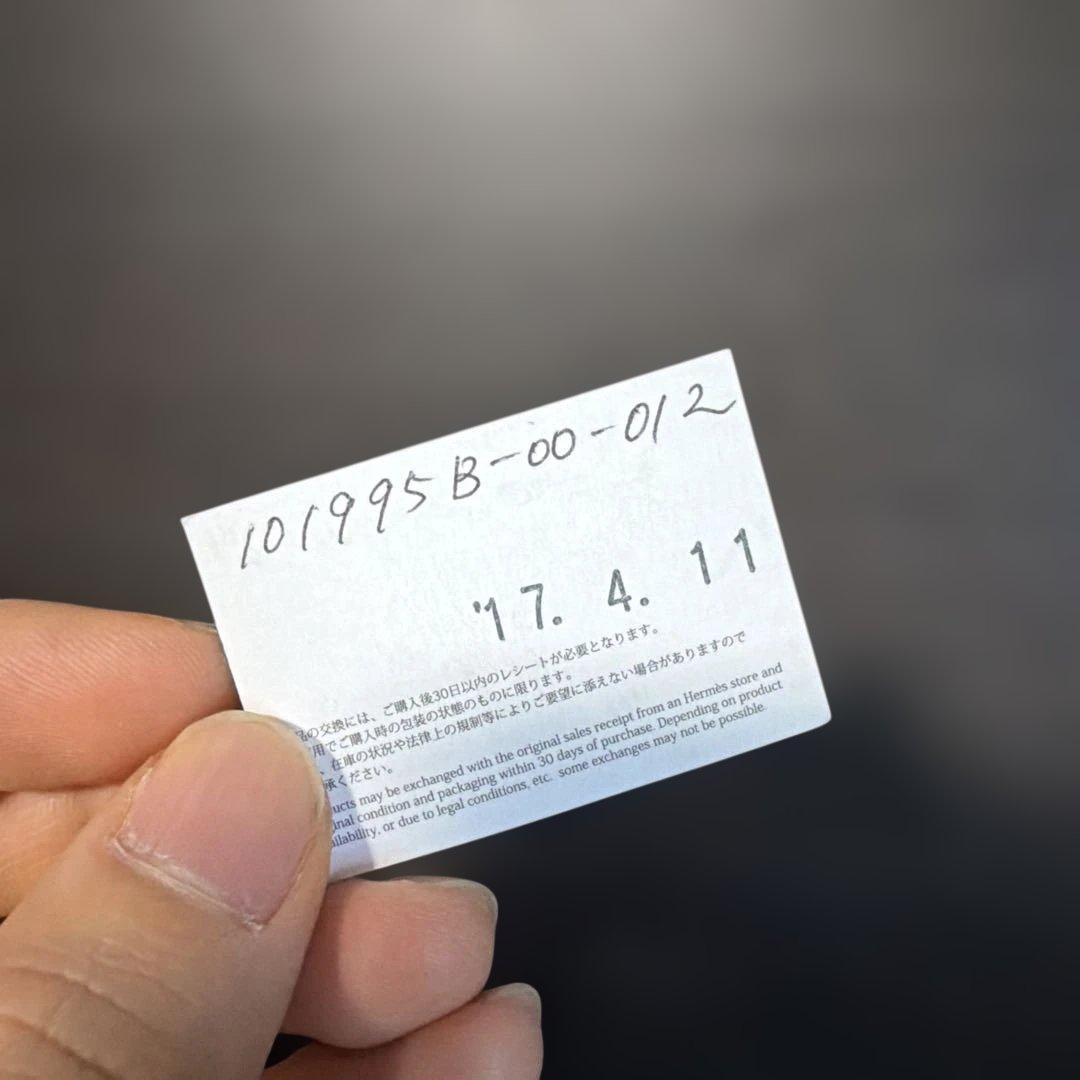 101995B-00-012
'17. 4. 11
の交換には、ご購入後30日以内のレシートが必要となります。
用でご購入時の包装の状態のものに限ります。
、在庫の状況や法律上の規制等によりご要望に添えない場合がありますので
承ください。
ucts may be exchanged with the original sales receipt from an Hermès store and
inal condition and packaging within 30 days of purchase. Depending on product
ailability, or due to legal conditions, etc. some exchanges may not be possible.